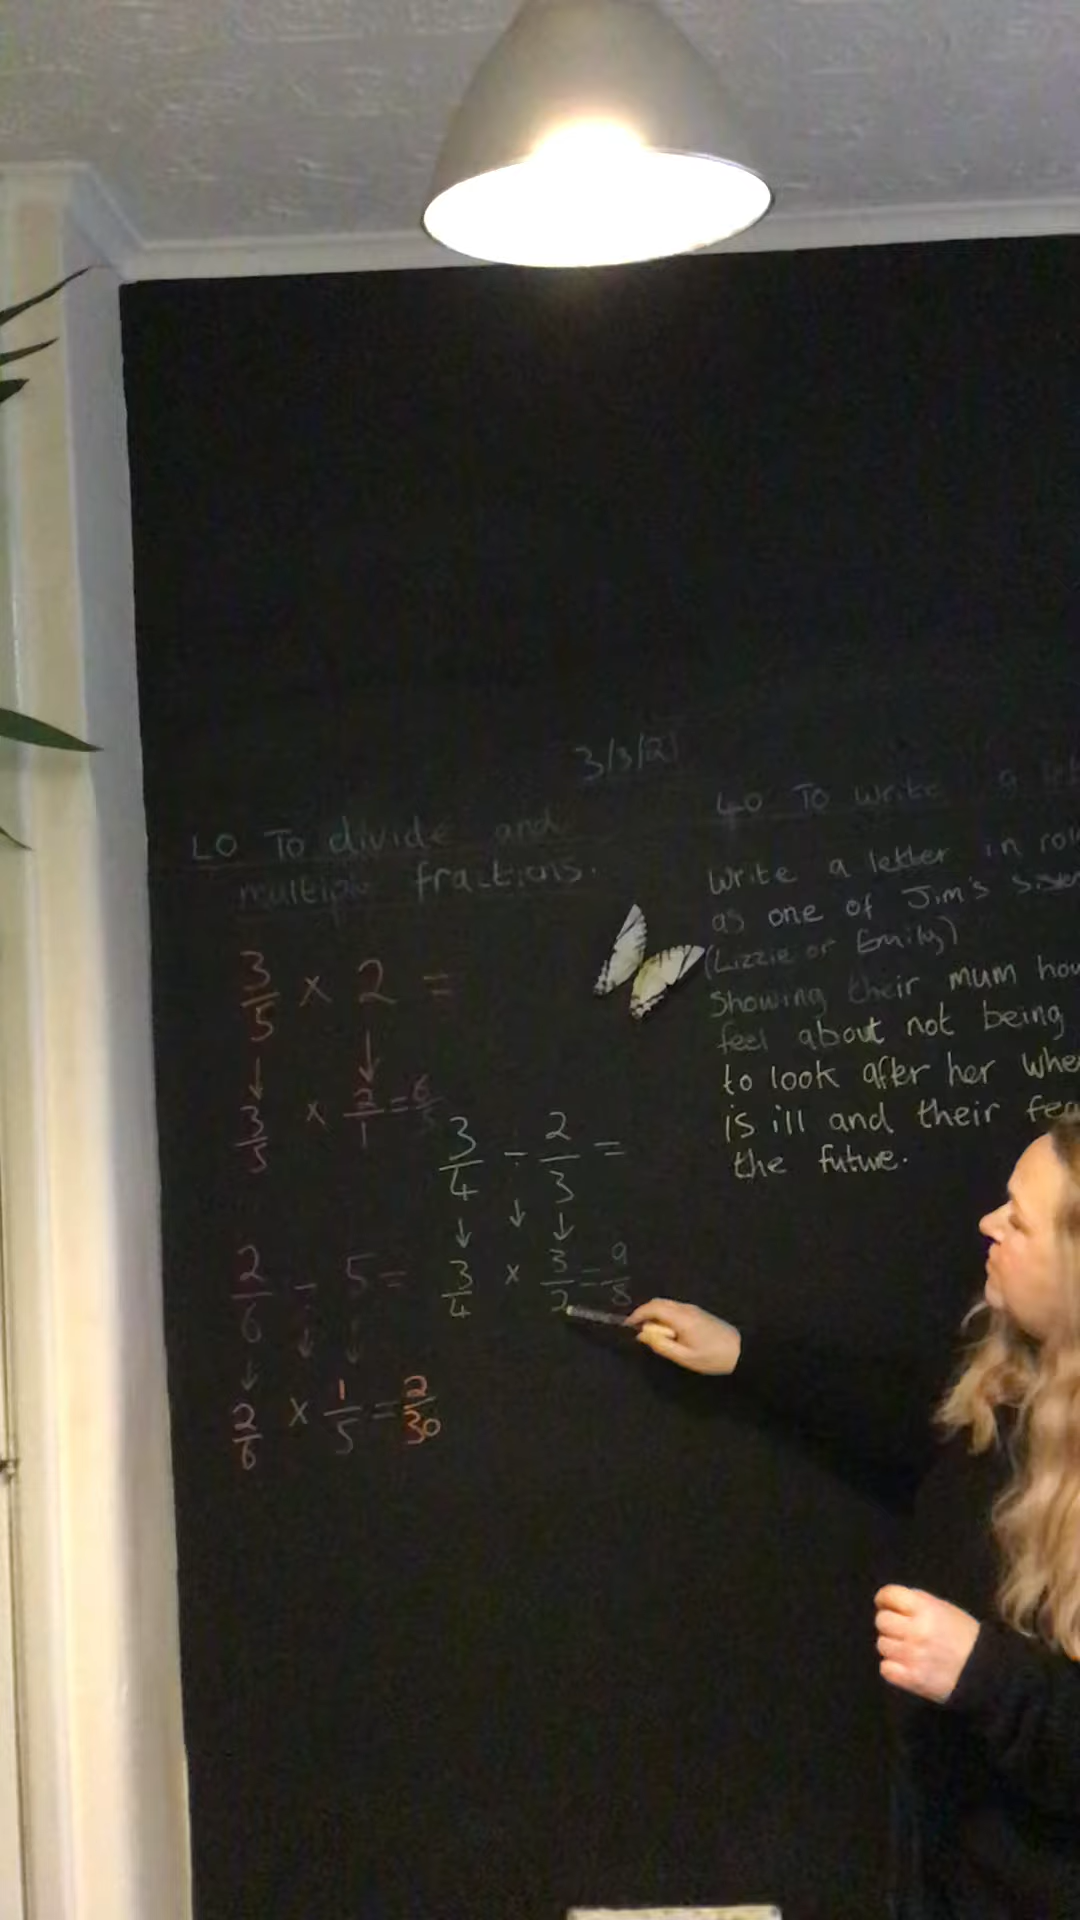 3/3/21
LO To divide and
multiply fractions.
3/5 × 2 =
↓ ↓
3/5 × 2/1 = 6/5
2/6 ÷ 5 =
↓ ↓ ↓
2/6 × 1/5 = 2/30
3/4 ÷ 2/3 =
↓ ↓ ↓
3/4 × 3/2 = 9/8
LO To write a
Write a letter in
as one of Jim's
(Lizzie or Emily)
Showing their mum
feel about not being
to look after her
is ill and their
the future.